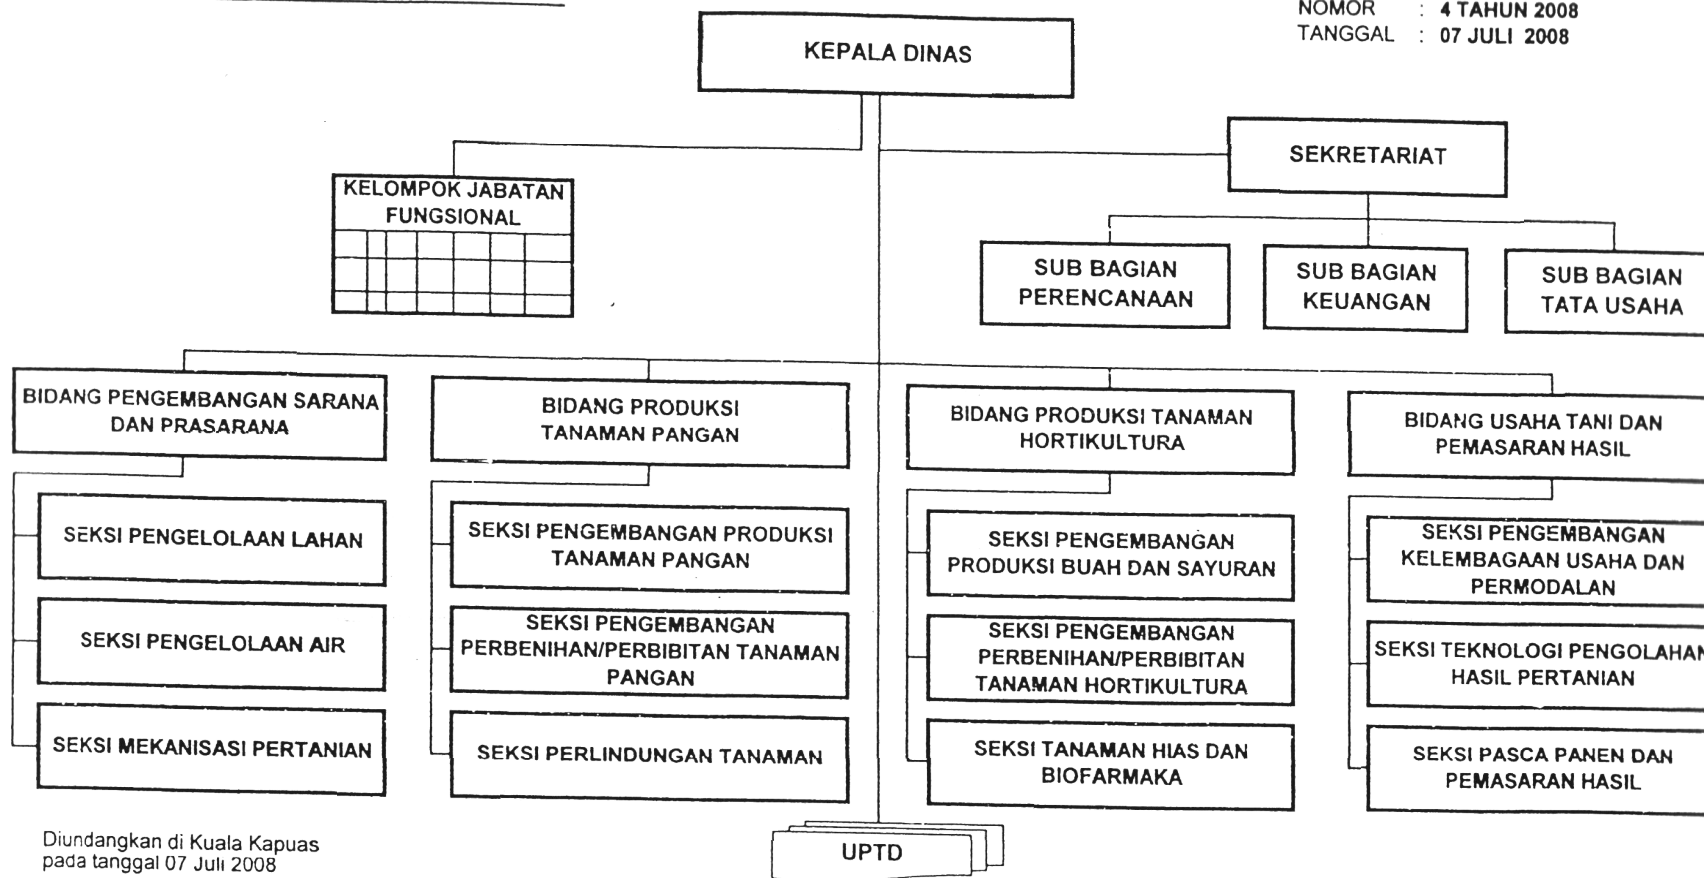 NOMOR : 4 TAHUN 2008
TANGGAL : 07 JULI 2008
KEPALA DINAS
SEKRETARIAT
KELOMPOK JABATAN
FUNGSIONAL
SUB BAGIAN
PERENCANAAN
SUB BAGIAN
KEUANGAN
SUB BAGIAN
TATA USAHA
BIDANG PENGEMBANGAN SARANA
DAN PRASARANA
BIDANG PRODUKSI
TANAMAN PANGAN
BIDANG PRODUKSI TANAMAN
HORTIKULTURA
BIDANG USAHA TANI DAN
PEMASARAN HASIL
SEKSI PENGELOLAAN LAHAN
SEKSI PENGELOLAAN AIR
SEKSI MEKANISASI PERTANIAN
SEKSI PENGEMBANGAN PRODUKSI
TANAMAN PANGAN
SEKSI PENGEMBANGAN
PERBENIHAN/PERBIBITAN TANAMAN
PANGAN
SEKSI PERLINDUNGAN TANAMAN
SEKSI PENGEMBANGAN
PRODUKSI BUAH DAN SAYURAN
SEKSI PENGEMBANGAN
PERBENIHAN/PERBIBITAN
TANAMAN HORTIKULTURA
SEKSI TANAMAN HIAS DAN
BIOFARMAKA
SEKSI PENGEMBANGAN
KELEMBAGAAN USAHA DAN
PERMODALAN
SEKSI TEKNOLOGI PENGOLAHAN
HASIL PERTANIAN
SEKSI PASCA PANEN DAN
PEMASARAN HASIL
UPTD
Diundangkan di Kuala Kapuas
pada tanggal 07 Juli 2008